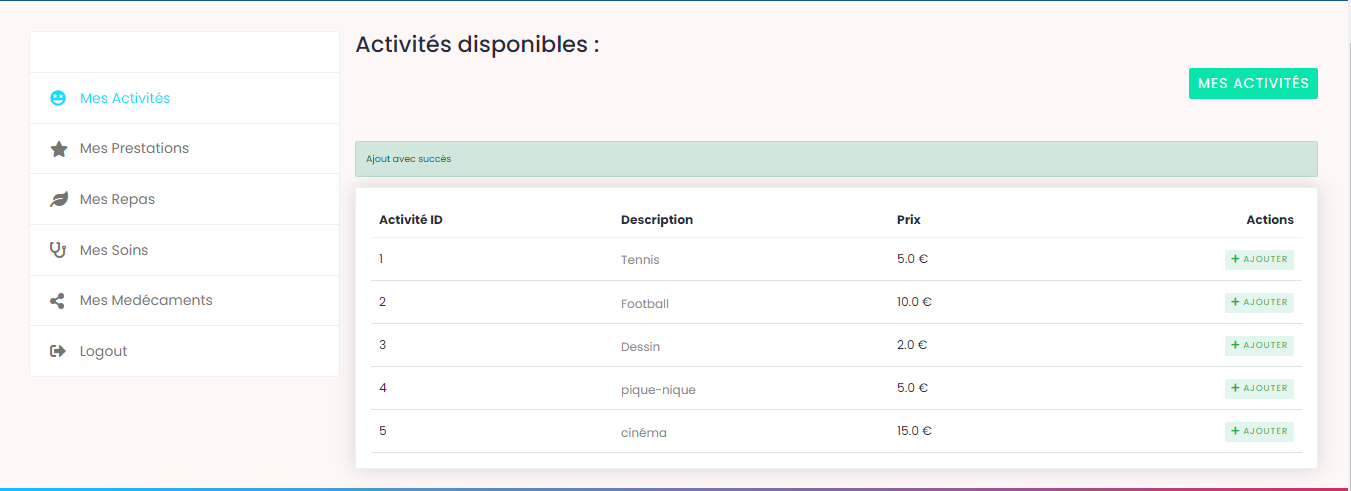 Mes Activités
Mes Prestations
Mes Repas
Mes Soins
Mes Medécaments
Logout
Activités disponibles :
MES ACTIVITÉS
Ajout avec succès
Activité ID Description Prix Actions
1 Tennis 5.0 € + AJOUTER
2 Football 10.0 € + AJOUTER
3 Dessin 2.0 € + AJOUTER
4 pique-nique 5.0 € + AJOUTER
5 cinéma 15.0 € + AJOUTER